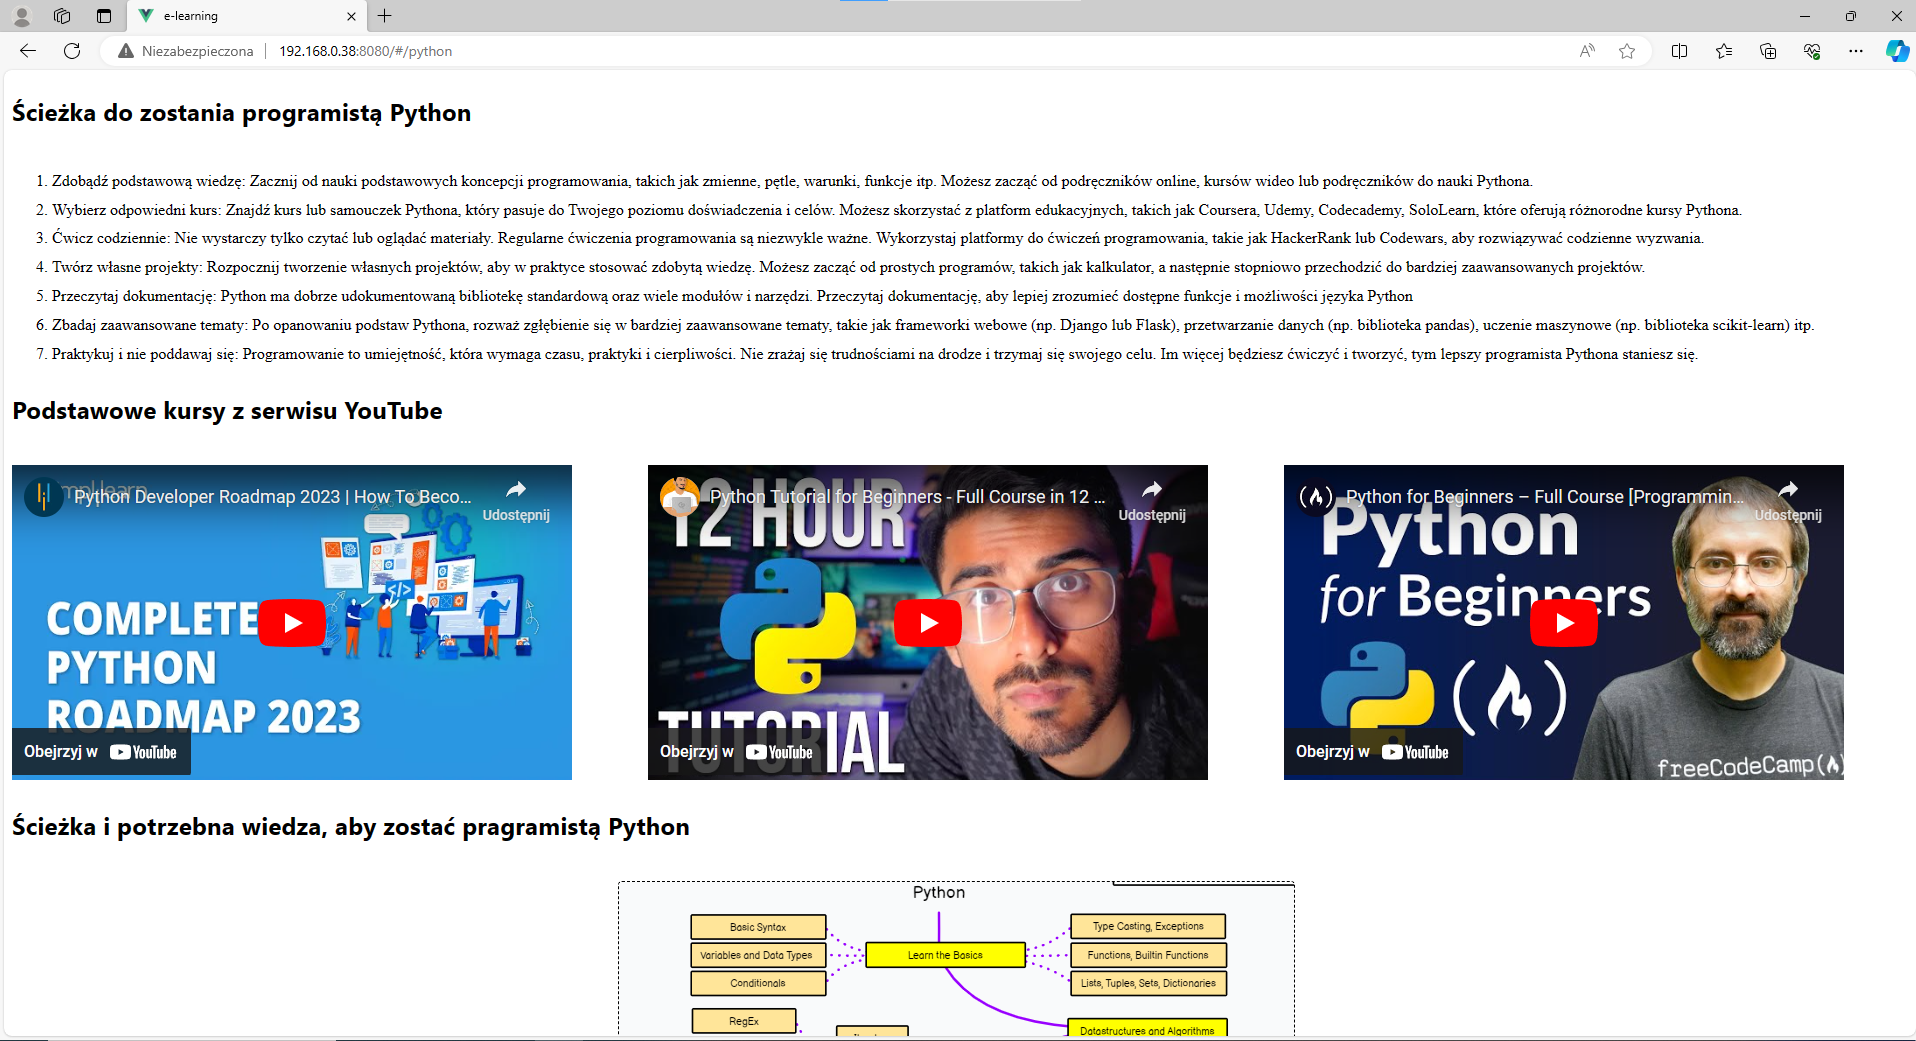 e-learning
Niezabezpieczona
192.168.0.38:8080/#/python
Ścieżka do zostania programistą Python
1. Zdobądź podstawową wiedzę: Zacznij od nauki podstawowych koncepcji programowania, takich jak zmienne, pętle, warunki, funkcje itp. Możesz zacząć od podręczników online, kursów wideo lub podręczników do nauki Pythona.
2. Wybierz odpowiedni kurs: Znajdź kurs lub samouczek Pythona, który pasuje do Twojego poziomu doświadczenia i celów. Możesz skorzystać z platform edukacyjnych, takich jak Coursera, Udemy, Codecademy, SoloLearn, które oferują różnorodne kursy Pythona.
3. Ćwicz codziennie: Nie wystarczy tylko czytać lub oglądać materiały. Regularne ćwiczenia programowania są niezwykle ważne. Wykorzystaj platformy do ćwiczeń programowania, takie jak HackerRank lub Codewars, aby rozwiązywać codzienne wyzwania.
4. Twórz własne projekty: Rozpocznij tworzenie własnych projektów, aby w praktyce stosować zdobytą wiedzę. Możesz zacząć od prostych programów, takich jak kalkulator, a następnie stopniowo przechodzić do bardziej zaawansowanych projektów.
5. Przeczytaj dokumentację: Python ma dobrze udokumentowaną bibliotekę standardową oraz wiele modułów i narzędzi. Przeczytaj dokumentację, aby lepiej zrozumieć dostępne funkcje i możliwości języka Python
6. Zbadaj zaawansowane tematy: Po opanowaniu podstaw Pythona, rozważ zgłębienie się w bardziej zaawansowane tematy, takie jak frameworki webowe (np. Django lub Flask), przetwarzanie danych (np. biblioteka pandas), uczenie maszynowe (np. biblioteka scikit-learn) itp.
7. Praktykuj i nie poddawaj się: Programowanie to umiejętność, która wymaga czasu, praktyki i cierpliwości. Nie zrażaj się trudnościami na drodze i trzymaj się swojego celu. Im więcej będziesz ćwiczyć i tworzyć, tym lepszy programista Pythona staniesz się.
Podstawowe kursy z serwisu YouTube
Python Developer Roadmap 2023 | How To Beco...
Udostępnij
COMPLETE
PYTHON
ROADMAP 2023
Obejrzyj w YouTube
Python Tutorial for Beginners - Full Course in 12 ...
Udostępnij
12 HOUR
TUTORIAL
Obejrzyj w YouTube
Python for Beginners – Full Course [Programmin...
Udostępnij
Python
for Beginners
Obejrzyj w YouTube
freeCodeCamp
Ścieżka i potrzebna wiedza, aby zostać pragramistą Python
Python
Basic Syntax
Type Casting, Exceptions
Variables and Data Types
Learn the Basics
Functions, Builtin Functions
Conditionals
Lists, Tuples, Sets, Dictionaries
RegEx
Datastructures and Algorithms